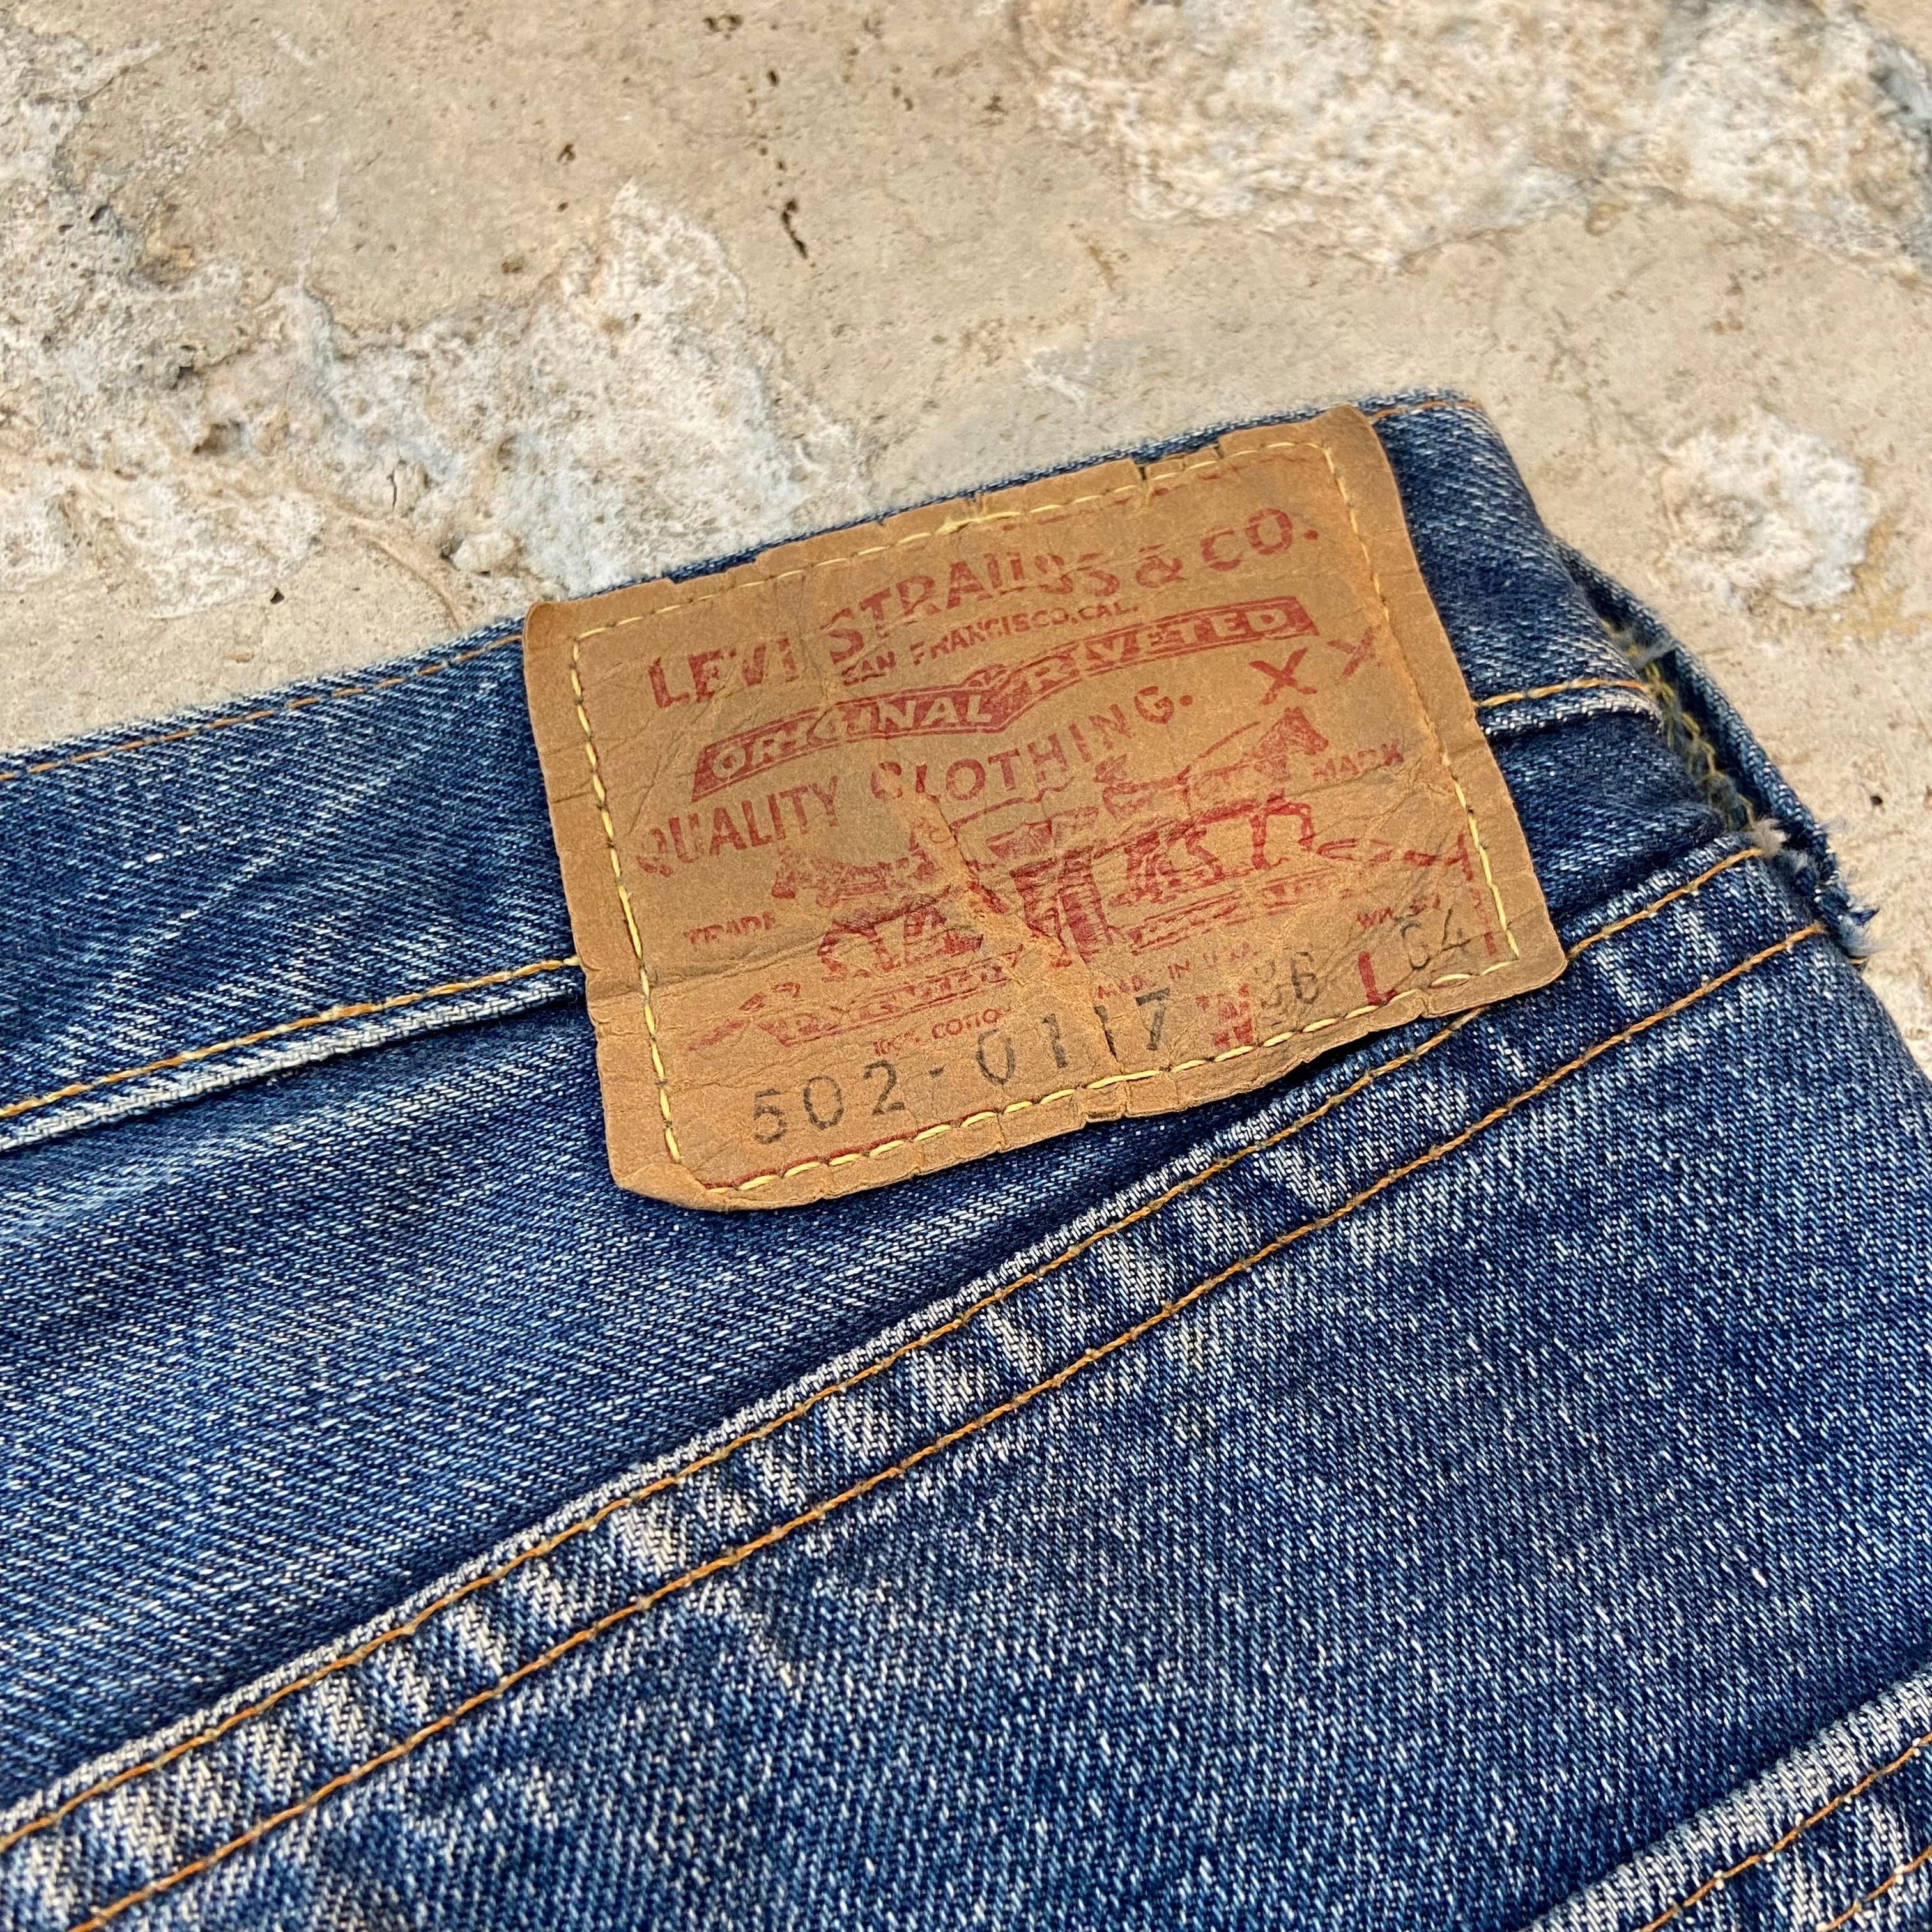 LEVI STRAUSS & CO.
SAN FRANCISCO, CAL.
ORIGINAL RIVETED
QUALITY CLOTHING. XX
TRADE MARK
MADE IN U.S.A.
100% COTTON
502-0117 W 36 L